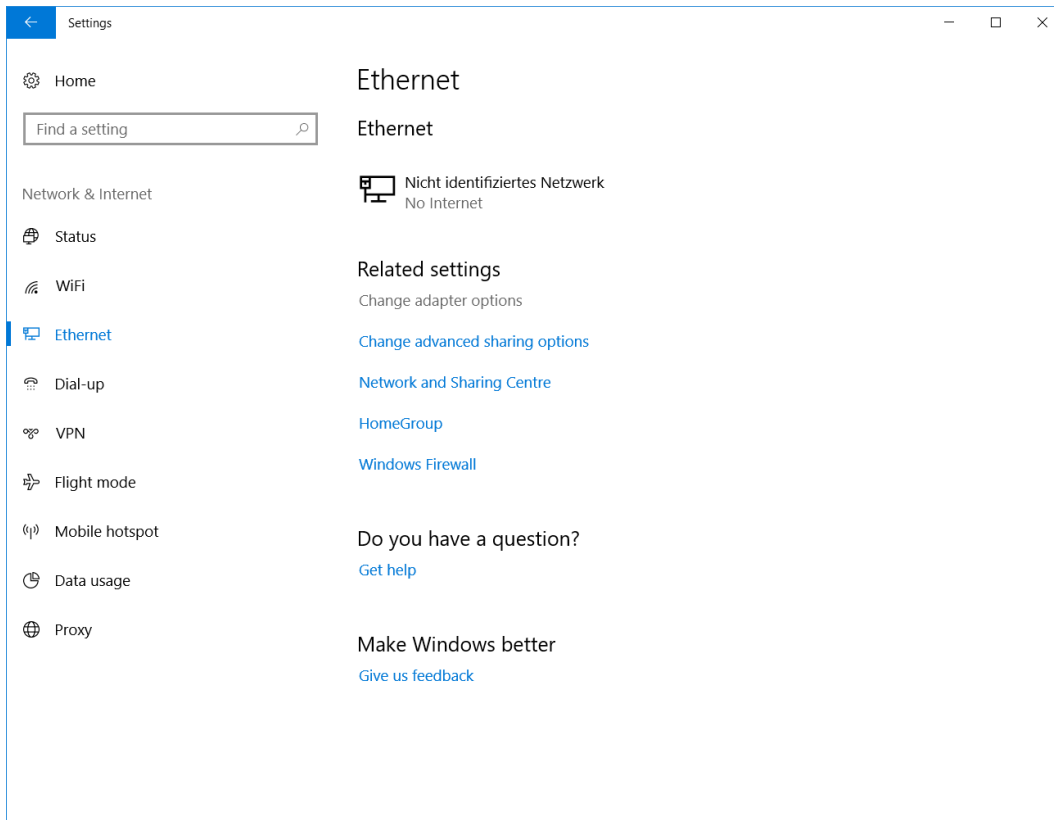 Settings
Home
Find a setting
Network & Internet
Status
WiFi
Ethernet
Dial-up
VPN
Flight mode
Mobile hotspot
Data usage
Proxy
Ethernet
Ethernet
Nicht identifiziertes Netzwerk
No Internet
Related settings
Change adapter options
Change advanced sharing options
Network and Sharing Centre
HomeGroup
Windows Firewall
Do you have a question?
Get help
Make Windows better
Give us feedback